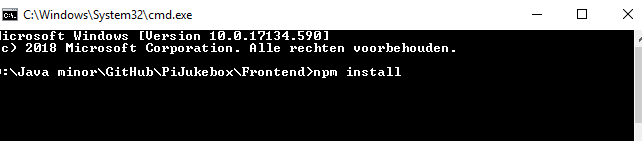 C:\Windows\System32\cmd.exe
Microsoft Windows [Version 10.0.17134.590]
c) 2018 Microsoft Corporation. Alle rechten voorbehouden.
:\Java minor\GitHub\PiJukebox\Frontend>npm install